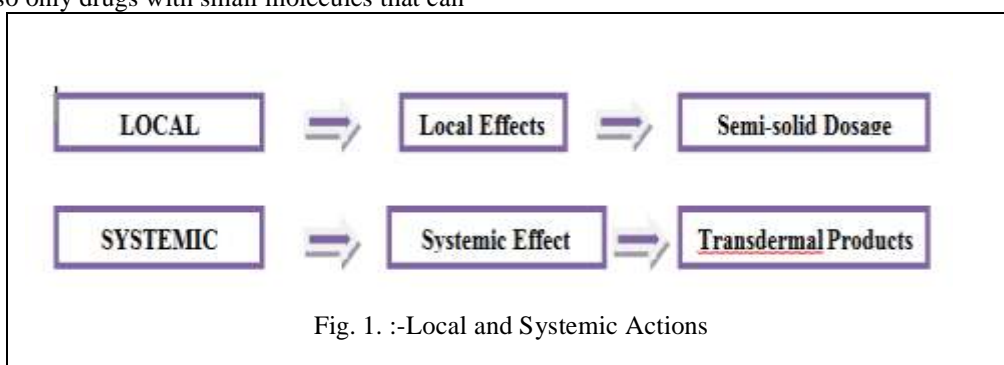 so only drugs with small molecules that can
LOCAL Local Effects Semi-solid Dosage
SYSTEMIC Systemic Effect Transdermal Products
Fig. 1. :-Local and Systemic Actions